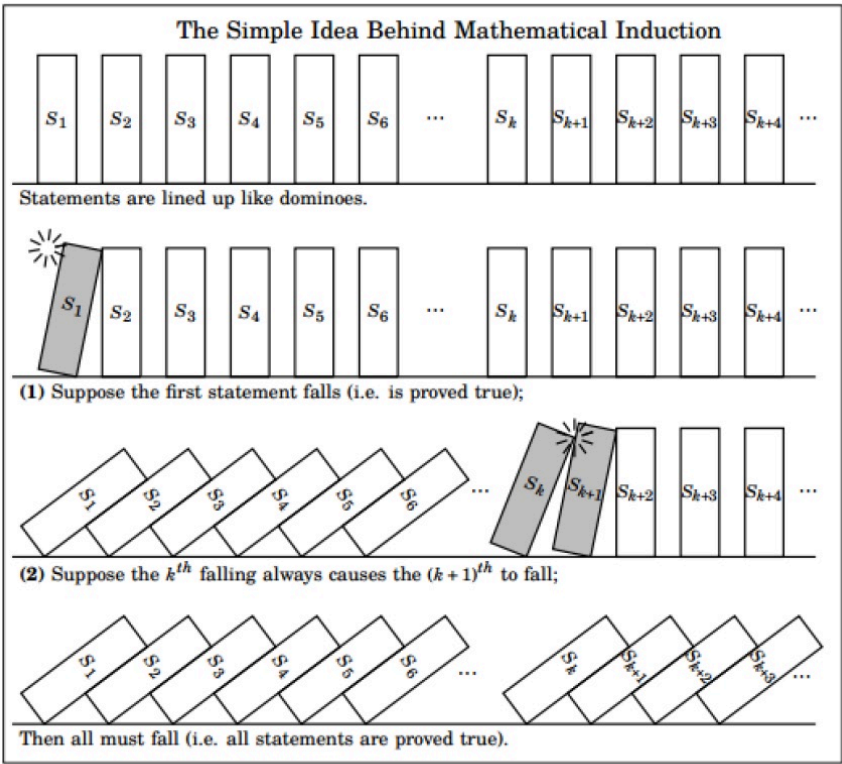 The Simple Idea Behind Mathematical Induction
S₁ S₂ S₃ S₄ S₅ S₆ ··· Sₖ Sₖ₊₁ Sₖ₊₂ Sₖ₊₃ Sₖ₊₄ ···
Statements are lined up like dominoes.
S₁ S₂ S₃ S₄ S₅ S₆ ··· Sₖ Sₖ₊₁ Sₖ₊₂ Sₖ₊₃ Sₖ₊₄ ···
(1) Suppose the first statement falls (i.e. is proved true);
S₁ S₂ S₃ S₄ S₅ S₆ ··· Sₖ Sₖ₊₁ Sₖ₊₂ Sₖ₊₃ Sₖ₊₄ ···
(2) Suppose the kᵗʰ falling always causes the (k + 1)ᵗʰ to fall;
S₁ S₂ S₃ S₄ S₅ S₆ ··· Sₖ Sₖ₊₁ Sₖ₊₂ Sₖ₊₃ ···
Then all must fall (i.e. all statements are proved true).